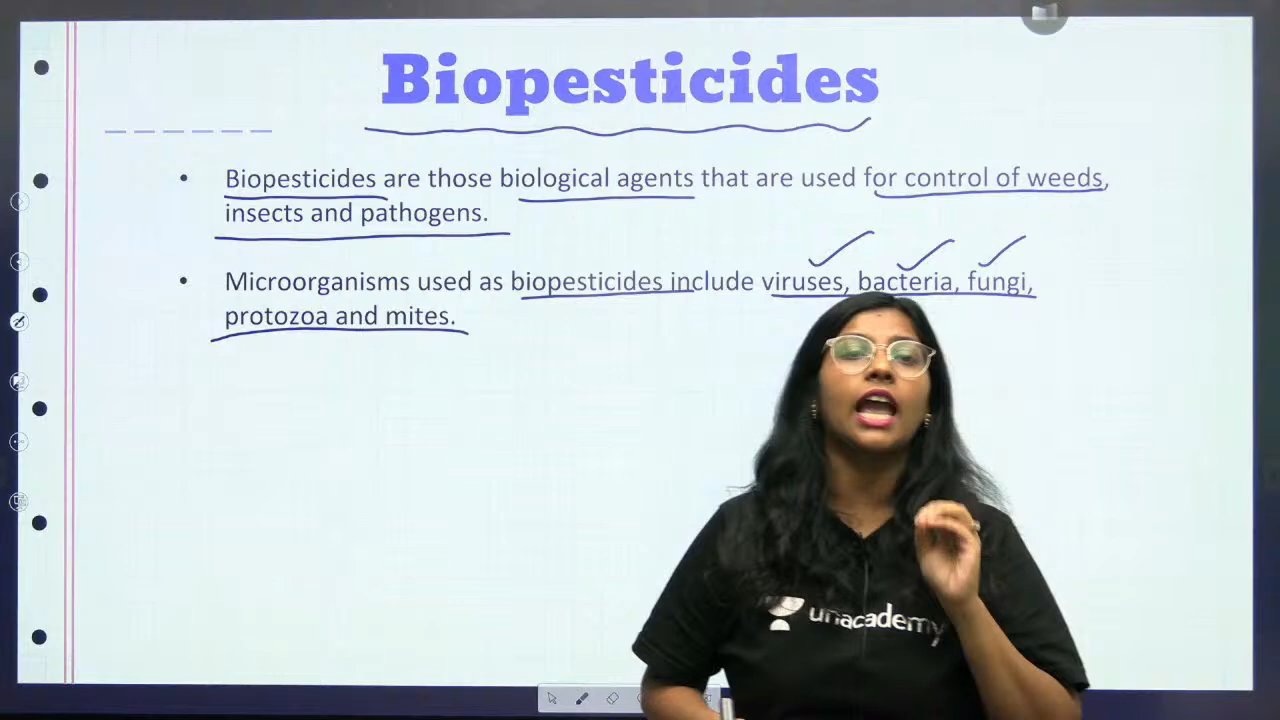 Biopesticides
• Biopesticides are those biological agents that are used for control of weeds,
insects and pathogens.
• Microorganisms used as biopesticides include viruses, bacteria, fungi,
protozoa and mites.
unacademy